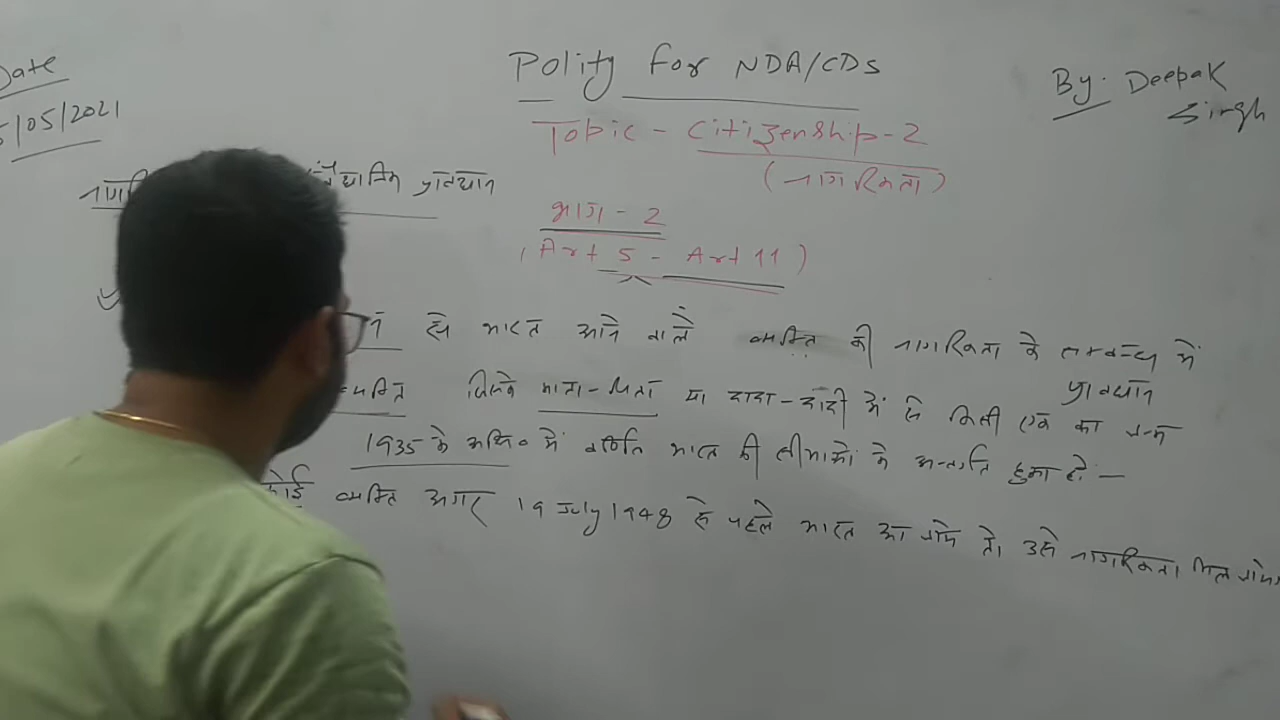 Date
5/05/2021
Polity for NDA/CDS
By. Deepak Singh
Topic - Citizenship-2
(नागरिकता)
प्रावधान
भाग - 2
(Art 5 - Art 11)
से भारत आने वाले व्यक्ति की नागरिकता के सम्बन्ध में प्रावधान
जिसके माता-पिता या दादा-दादी में से किसी एक का जन्म
1935 के अधि० में वर्णित भारत की सीमाओं के अन्तर्गत हुआ हो:—
कोई व्यक्ति अगर 19 July 1948 से पहले भारत आ गये तो उसे नागरिकता मिल